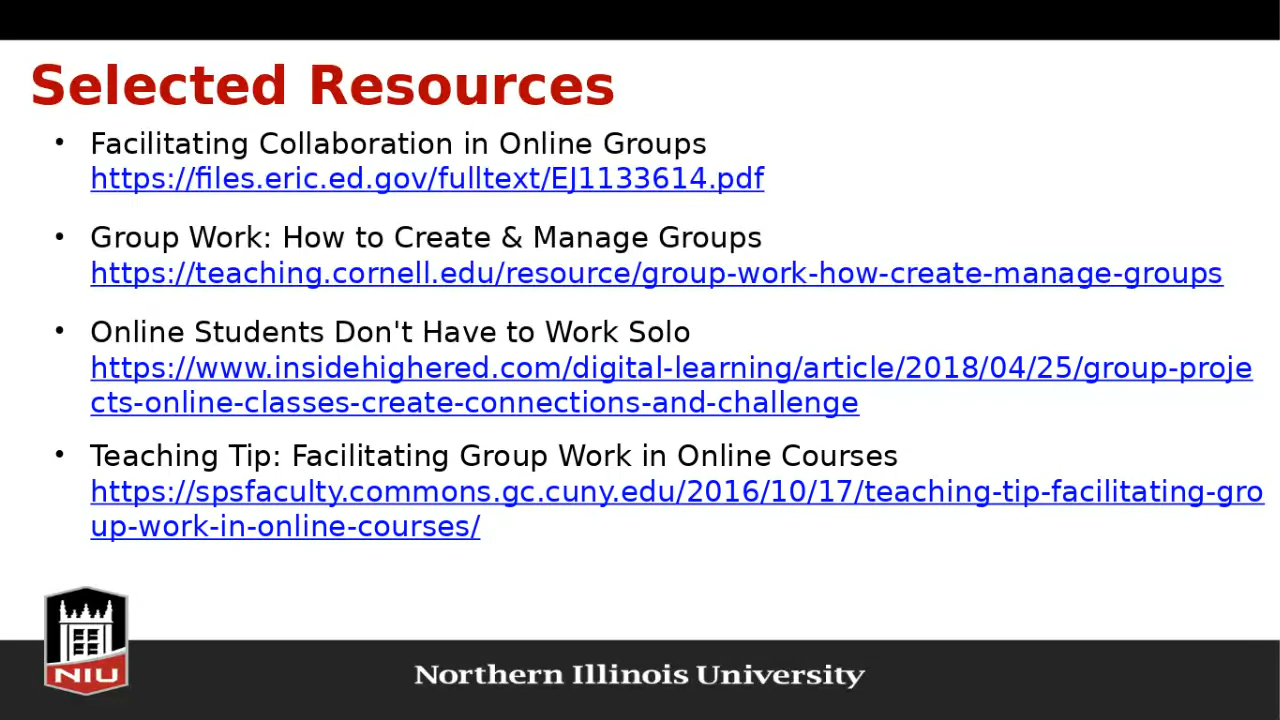 Selected Resources
• Facilitating Collaboration in Online Groups
https://files.eric.ed.gov/fulltext/EJ1133614.pdf
• Group Work: How to Create & Manage Groups
https://teaching.cornell.edu/resource/group-work-how-create-manage-groups
• Online Students Don't Have to Work Solo
https://www.insidehighered.com/digital-learning/article/2018/04/25/group-proje
cts-online-classes-create-connections-and-challenge
• Teaching Tip: Facilitating Group Work in Online Courses
https://spsfaculty.commons.gc.cuny.edu/2016/10/17/teaching-tip-facilitating-gro
up-work-in-online-courses/
NIU
Northern Illinois University